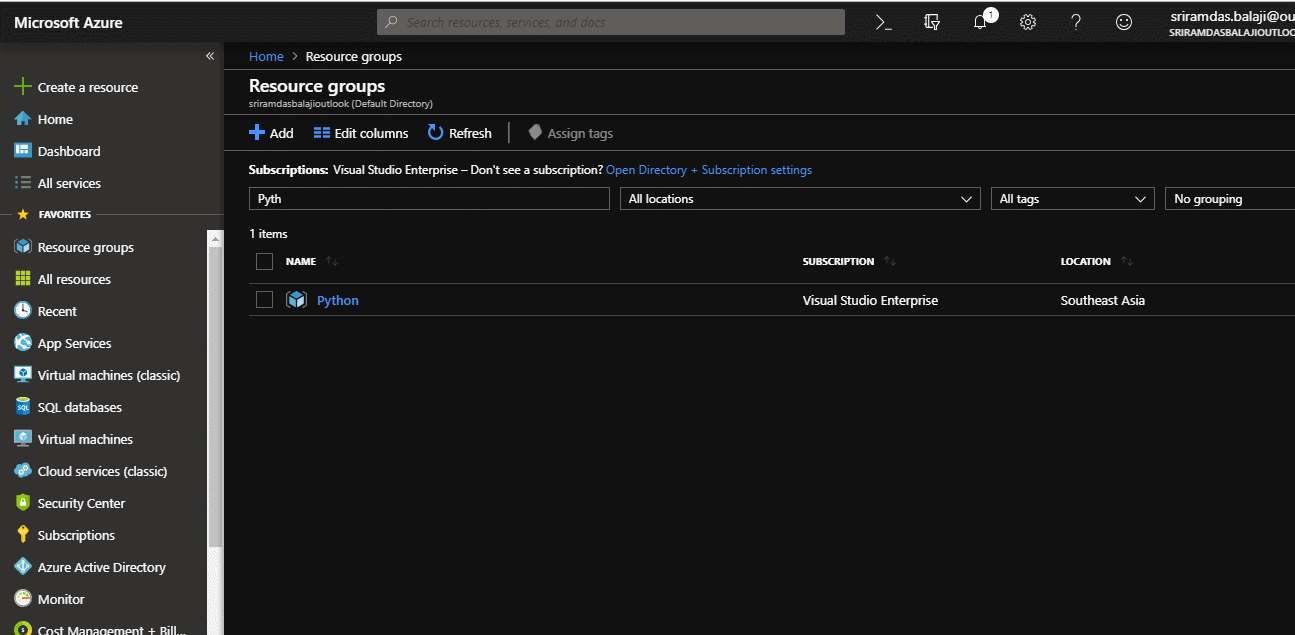 Microsoft Azure
Search resources, services, and docs
1
sriramdas.balaji@ou
SRIRAMDASBALAJIOUTLOO
Create a resource
Home
Dashboard
All services
FAVORITES
Resource groups
All resources
Recent
App Services
Virtual machines (classic)
SQL databases
Virtual machines
Cloud services (classic)
Security Center
Subscriptions
Azure Active Directory
Monitor
Cost Management + Bill...
Home > Resource groups
Resource groups
sriramdasbalajioutlook (Default Directory)
Add Edit columns Refresh Assign tags
Subscriptions: Visual Studio Enterprise – Don't see a subscription? Open Directory + Subscription settings
Pyth All locations All tags No grouping
1 items
NAME SUBSCRIPTION LOCATION
Python Visual Studio Enterprise Southeast Asia